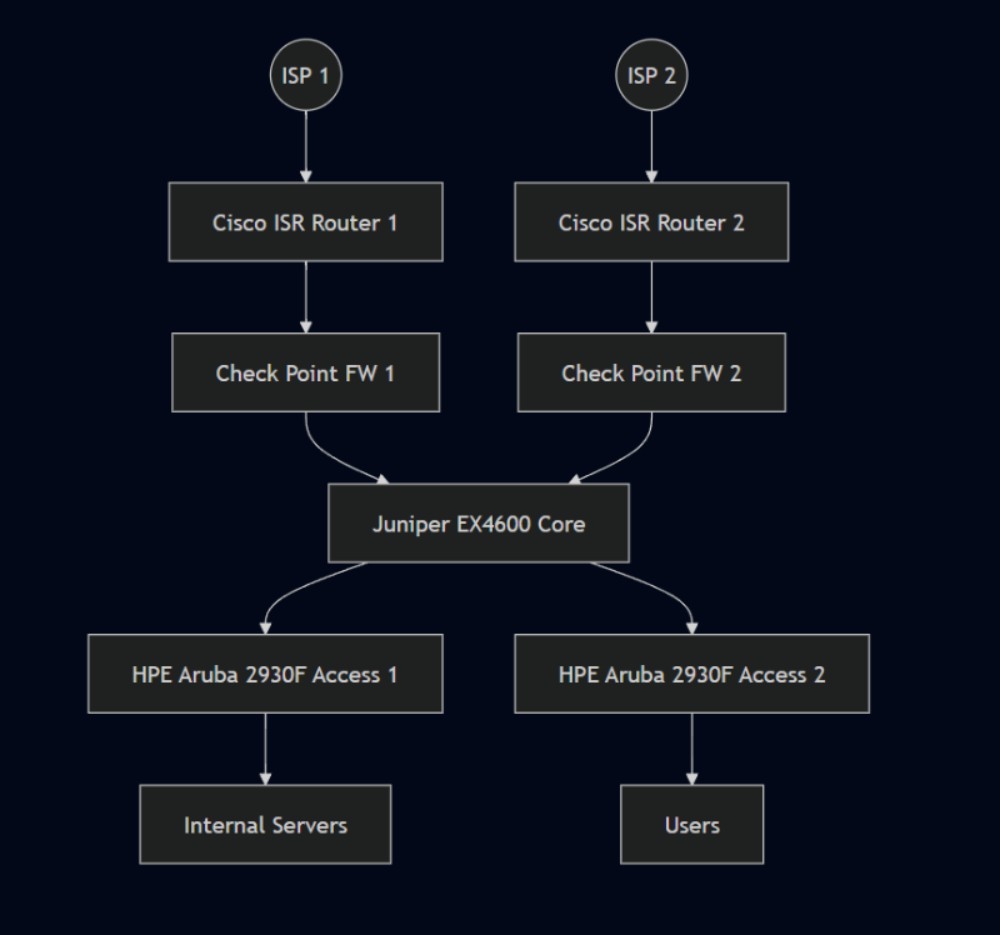 ISP 1
ISP 2
Cisco ISR Router 1
Cisco ISR Router 2
Check Point FW 1
Check Point FW 2
Juniper EX4600 Core
HPE Aruba 2930F Access 1
HPE Aruba 2930F Access 2
Internal Servers
Users